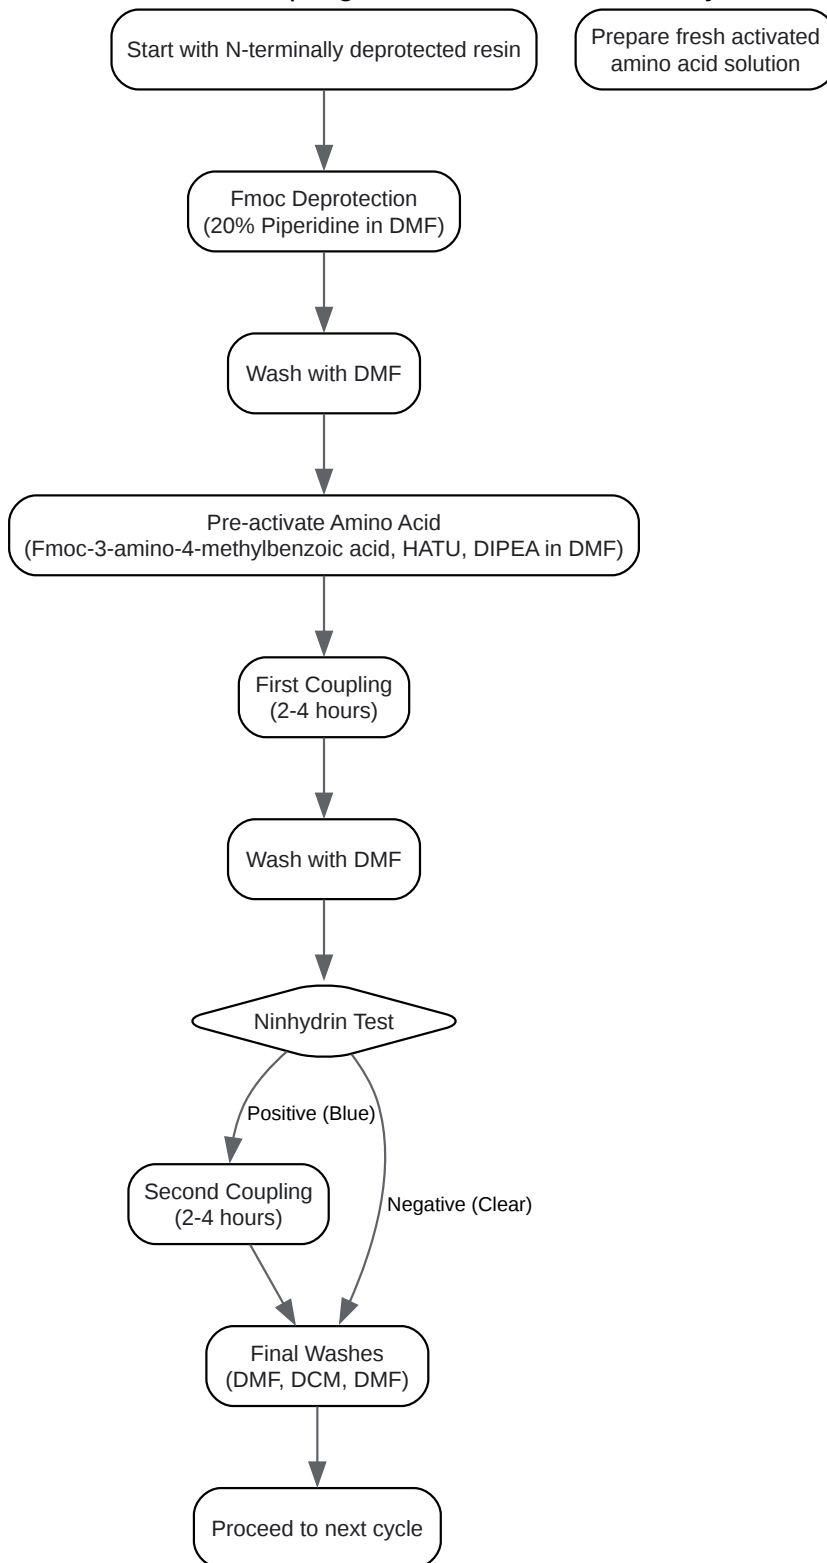 Start with N-terminally deprotected resin
Prepare fresh activated
amino acid solution
Fmoc Deprotection
(20% Piperidine in DMF)
Wash with DMF
Pre-activate Amino Acid
(Fmoc-3-amino-4-methylbenzoic acid, HATU, DIPEA in DMF)
First Coupling
(2-4 hours)
Wash with DMF
Ninhydrin Test
Positive (Blue)
Second Coupling
(2-4 hours)
Negative (Clear)
Final Washes
(DMF, DCM, DMF)
Proceed to next cycle